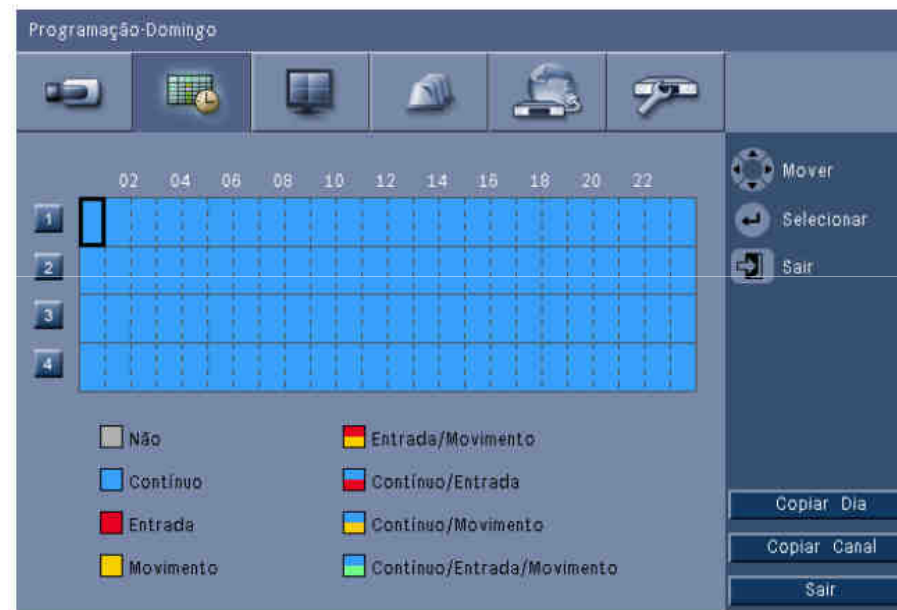 Programação-Domingo
02 04 06 08 10 12 14 16 18 20 22
1
2
3
4
Não
Contínuo
Entrada
Movimento
Entrada/Movimento
Contínuo/Entrada
Contínuo/Movimento
Contínuo/Entrada/Movimento
Mover
Selecionar
Sair
Copiar Dia
Copiar Canal
Sair